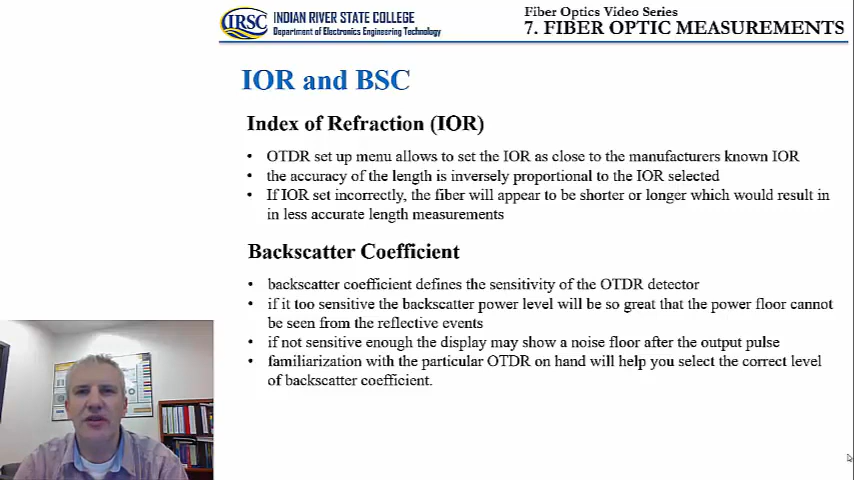 IRSC
INDIAN RIVER STATE COLLEGE
Department of Electronics Engineering Technology
Fiber Optics Video Series
7. FIBER OPTIC MEASUREMENTS
IOR and BSC
Index of Refraction (IOR)
• OTDR set up menu allows to set the IOR as close to the manufacturers known IOR
• the accuracy of the length is inversely proportional to the IOR selected
• If IOR set incorrectly, the fiber will appear to be shorter or longer which would result in
in less accurate length measurements
Backscatter Coefficient
• backscatter coefficient defines the sensitivity of the OTDR detector
• if it too sensitive the backscatter power level will be so great that the power floor cannot
be seen from the reflective events
• if not sensitive enough the display may show a noise floor after the output pulse
• familiarization with the particular OTDR on hand will help you select the correct level
of backscatter coefficient.